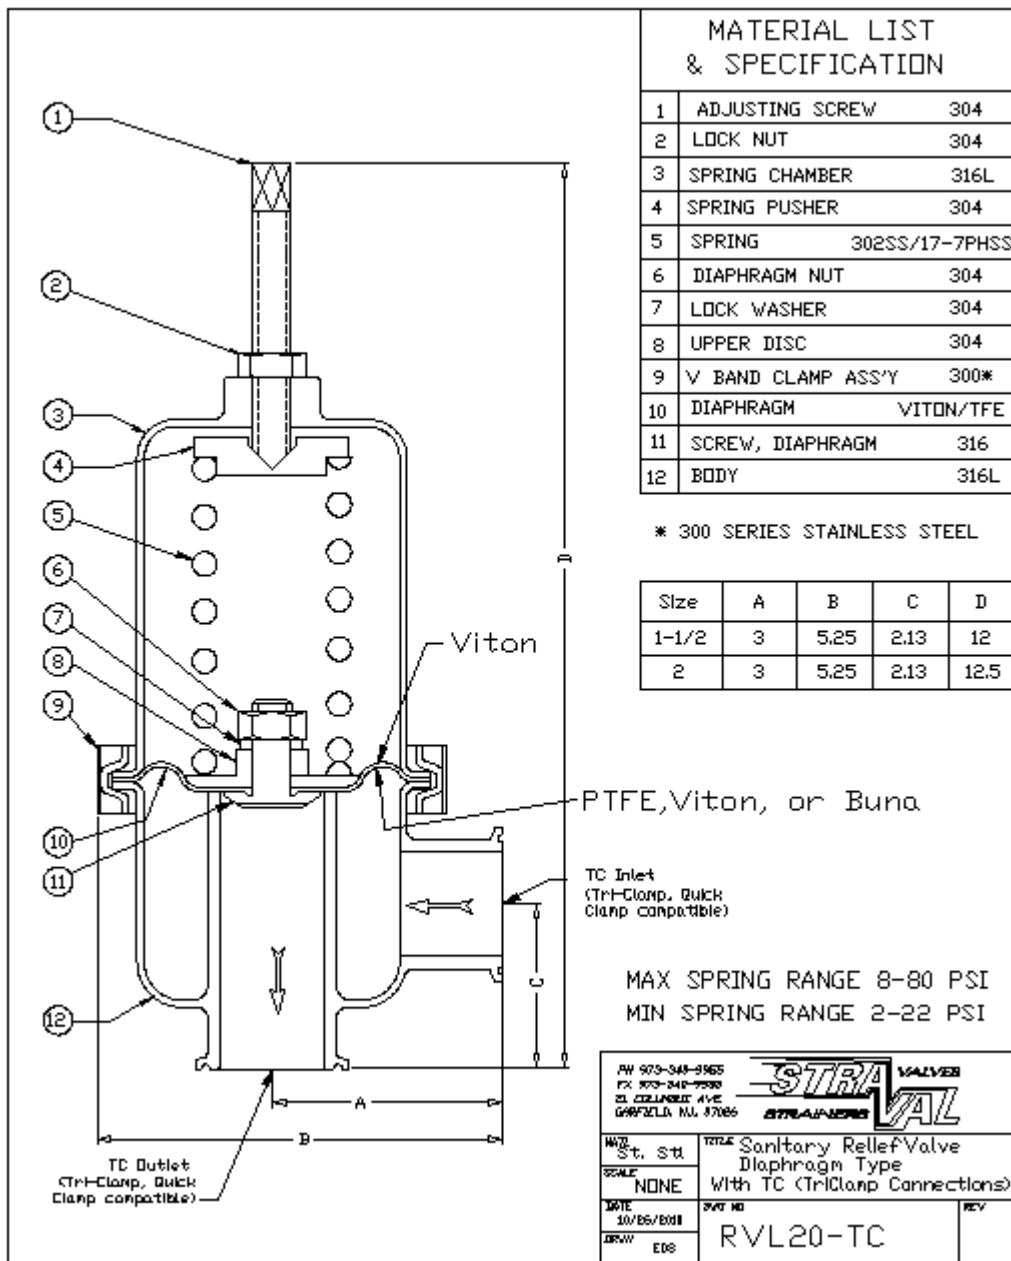 MATERIAL LIST
& SPECIFICATION
1 ADJUSTING SCREW 304
2 LOCK NUT 304
3 SPRING CHAMBER 316L
4 SPRING PUSHER 304
5 SPRING 302SS/17-7PHSS
6 DIAPHRAGM NUT 304
7 LOCK WASHER 304
8 UPPER DISC 304
9 V BAND CLAMP ASS'Y 300*
10 DIAPHRAGM VITON/TFE
11 SCREW, DIAPHRAGM 316
12 BODY 316L
* 300 SERIES STAINLESS STEEL
Size A B C D
1-1/2 3 5.25 2.13 12
2 3 5.25 2.13 12.5
1
2
3
4
5
6
7
8
9
10
11
12
D
Viton
PTFE,Viton, or Buna
TC Inlet
(Tri-Clamp, Quick
Clamp compatible)
C
A
B
TC Outlet
(Tri-Clamp, Quick
Clamp compatible)
MAX SPRING RANGE 8-80 PSI
MIN SPRING RANGE 2-22 PSI
AVE
GARFIELD, N.J.
STRAVAL
VALVES
STRAINERS
MATL
St. Stl
TITLE Sanitary Relief Valve
Diaphragm Type
With TC (TriClamp Connections)
SCALE
NONE
DATE
DRWN
EDS
RVL20-TC
REV